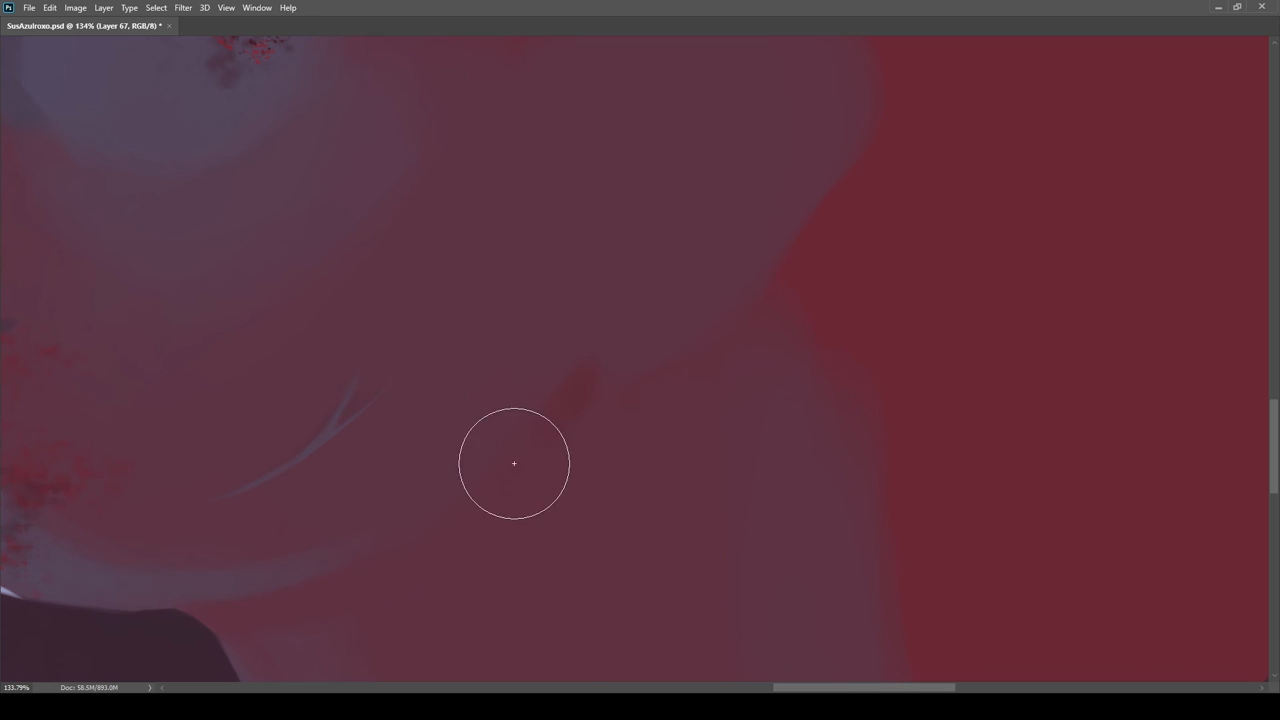 Ps File Edit Image Layer Type Select Filter 3D View Window Help
SusAzulroxo.psd @ 134% (Layer 67, RGB/8) * ×
133.79% Doc: 58.5M/893.0M